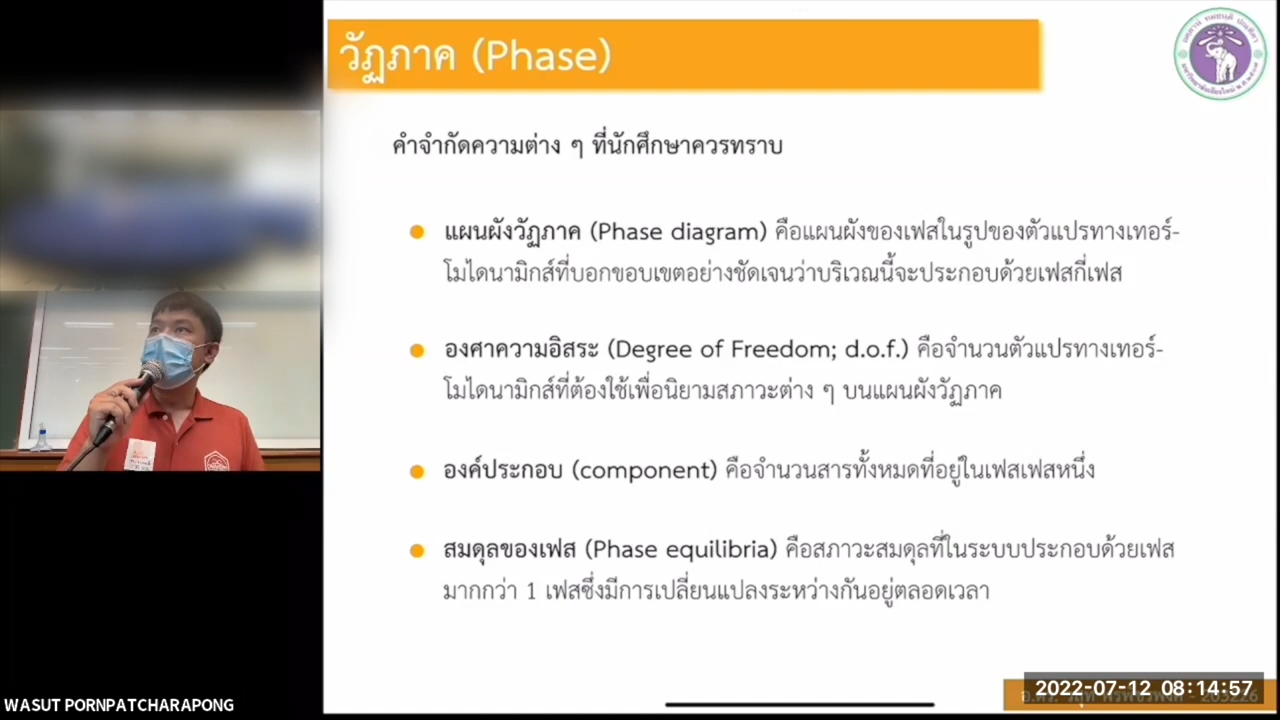 วัฏภาค (Phase)
คำจำกัดความต่าง ๆ ที่นักศึกษาควรทราบ
แผนผังวัฏภาค (Phase diagram) คือแผนผังของเฟสในรูปของตัวแปรทางเทอร์-
โมไดนามิกส์ที่บอกขอบเขตอย่างชัดเจนว่าบริเวณนี้จะประกอบด้วยเฟสกี่เฟส
องศาความอิสระ (Degree of Freedom; d.o.f.) คือจำนวนตัวแปรทางเทอร์-
โมไดนามิกส์ที่ต้องใช้เพื่อนิยามสภาวะต่าง ๆ บนแผนผังวัฏภาค
องค์ประกอบ (component) คือจำนวนสารทั้งหมดที่อยู่ในเฟสเฟสหนึ่ง
สมดุลของเฟส (Phase equilibria) คือสภาวะสมดุลที่ในระบบประกอบด้วยเฟส
มากกว่า 1 เฟสซึ่งมีการเปลี่ยนแปลงระหว่างกันอยู่ตลอดเวลา
WASUT PORNPATCHARAPONG
2022-07-12 08:14:57